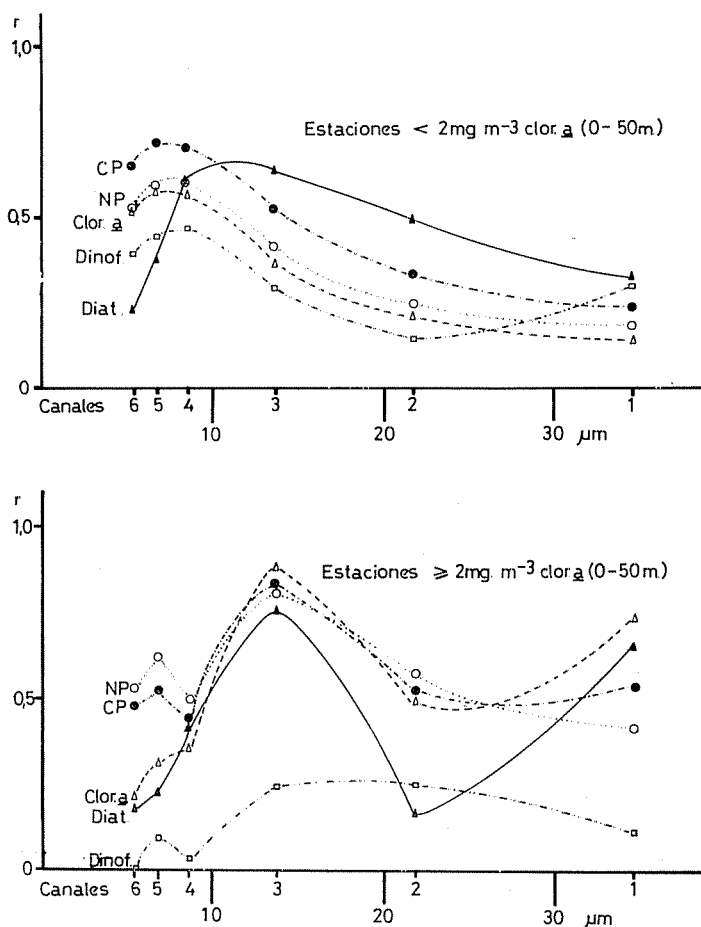 r
1,0
Estaciones < 2mg m-3 clor. a (0-50m)
CP
NP
0,5
Clor. a
Dinof.
Diat.
0
Canales 6 5 4 3 2 1
10 20 30 µm
r
1,0
Estaciones ⩾ 2mg. m-3 clor. a (0-50m)
0,5
NP
CP
Clor. a
Diat.
Dinof.
0
Canales 6 5 4 3 2 1
10 20 30 µm